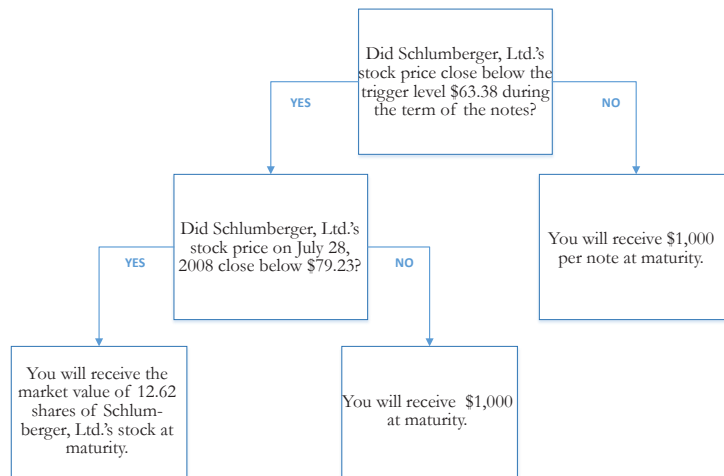 Did Schlumberger, Ltd.'s
stock price close below the
trigger level $63.38 during
the term of the notes?
YES
NO
Did Schlumberger, Ltd.'s
stock price on July 28,
2008 close below $79.23?
You will receive $1,000
per note at maturity.
YES
NO
You will receive the
market value of 12.62
shares of Schlum-
berger, Ltd.'s stock at
maturity.
You will receive $1,000
at maturity.